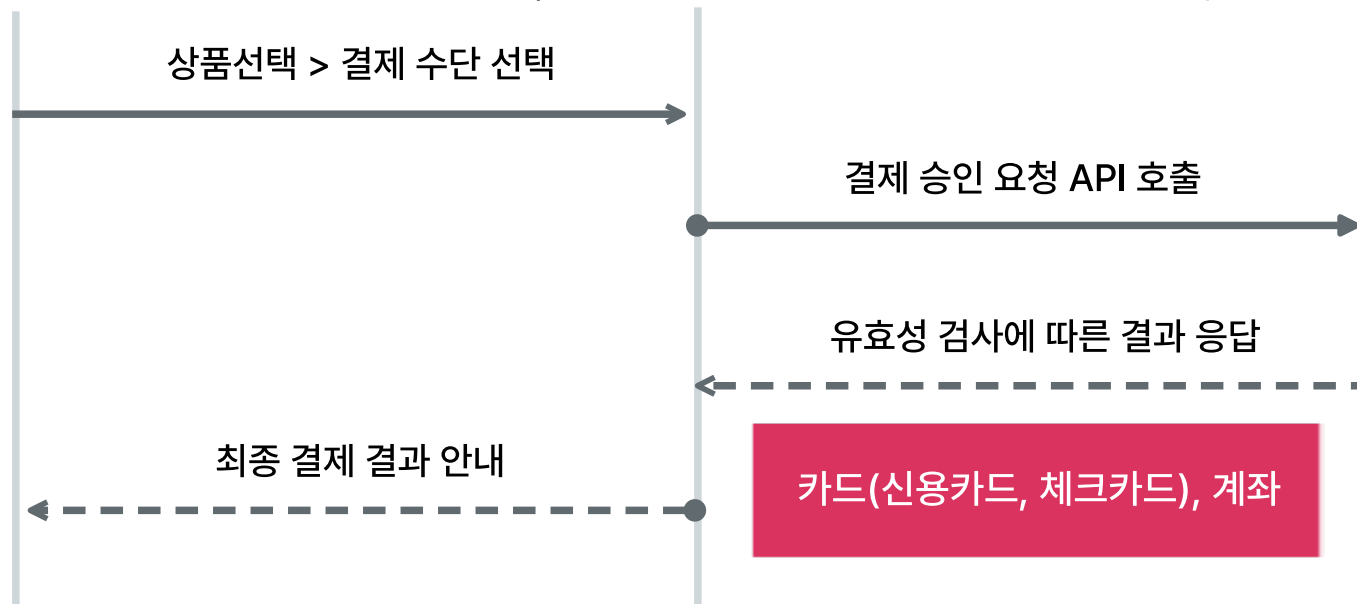 상품선택 > 결제 수단 선택
결제 승인 요청 API 호출
유효성 검사에 따른 결과 응답
최종 결제 결과 안내
카드(신용카드, 체크카드), 계좌